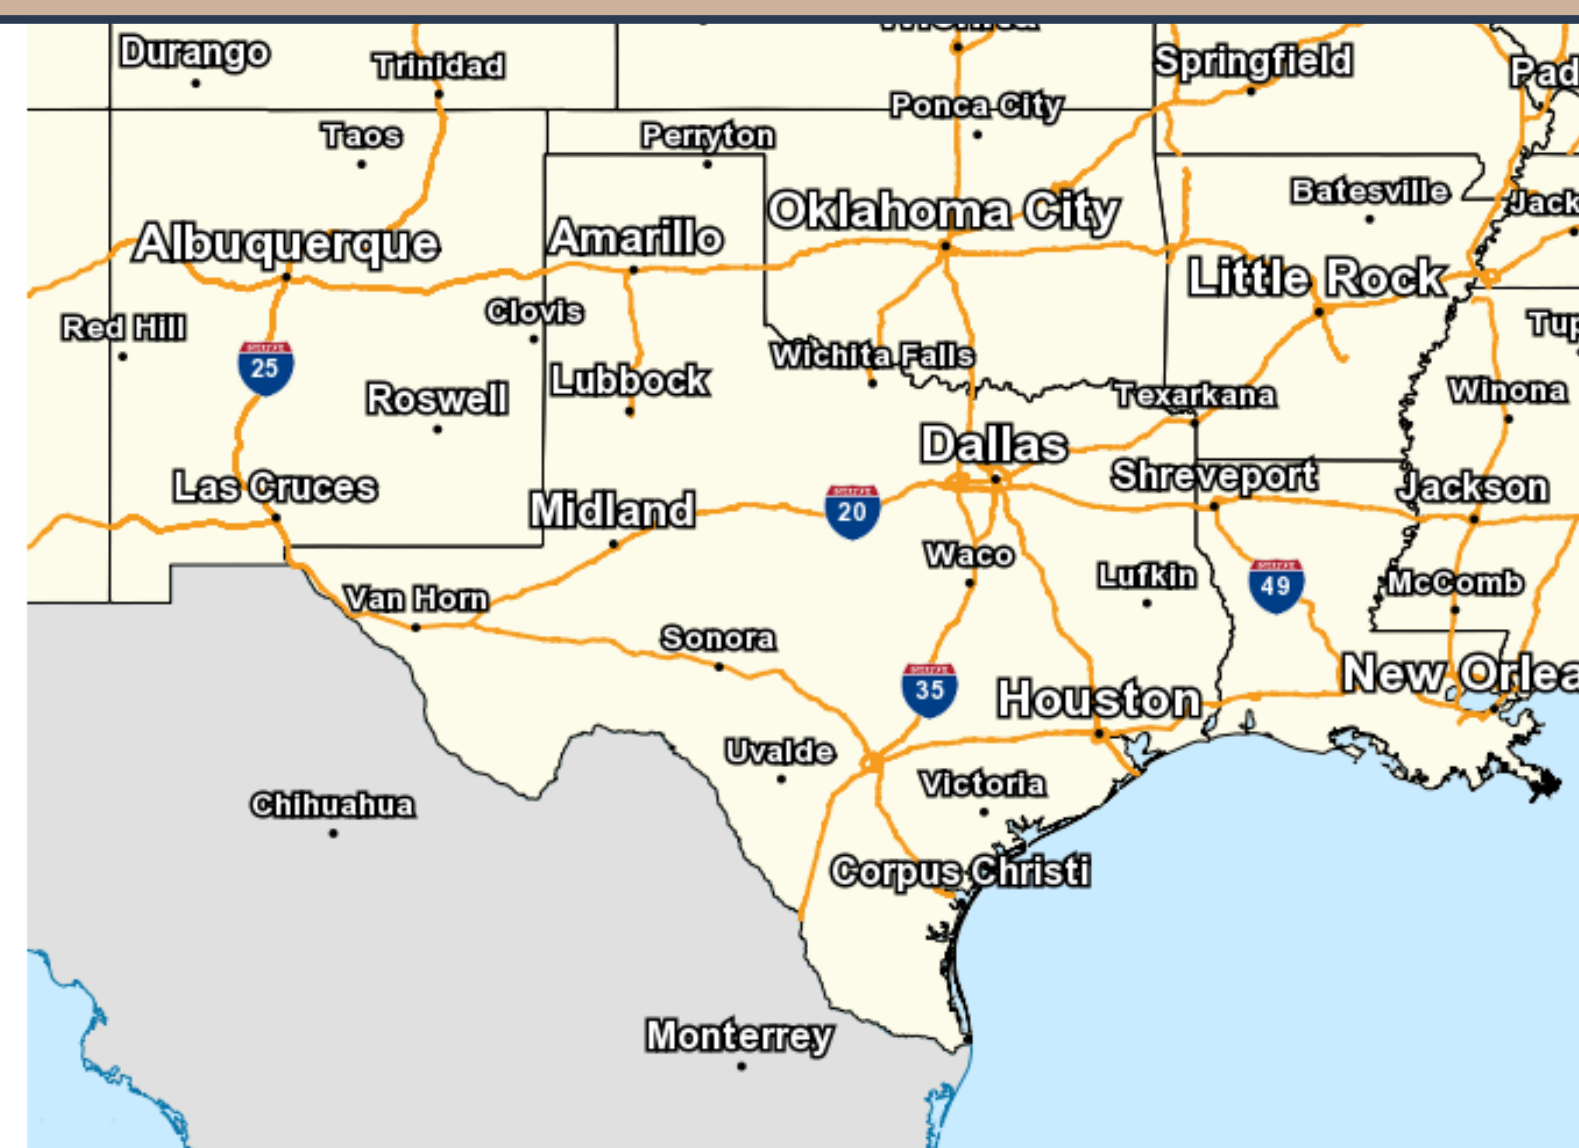 Durango
Trinidad
Springfield
Ponca City
Taos
Perryton
Batesville
Oklahoma City
Albuquerque
Amarillo
Little Rock
Clovis
Red Hill
Wichita Falls
25
Roswell
Lubbock
Texarkana
Winona
Dallas
Las Cruces
Shreveport
Jackson
Midland
20
Waco
Lufkin
49
McComb
Van Horn
Sonora
35
Houston
New Orlea
Uvalde
Victoria
Chihuahua
Corpus Christi
Monterrey